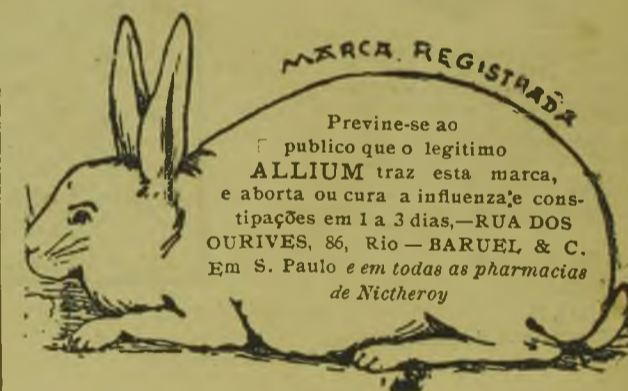 MARCA REGISTRADA
Previne-se ao
publico que o legitimo
ALLIUM traz esta marca,
e aborta ou cura a influenza e cons-
tipações em 1 a 3 dias,—RUA DOS
OURIVES, 86, Rio — BARUEL & C.
Em S. Paulo e em todas as pharmacias
de Nictheroy